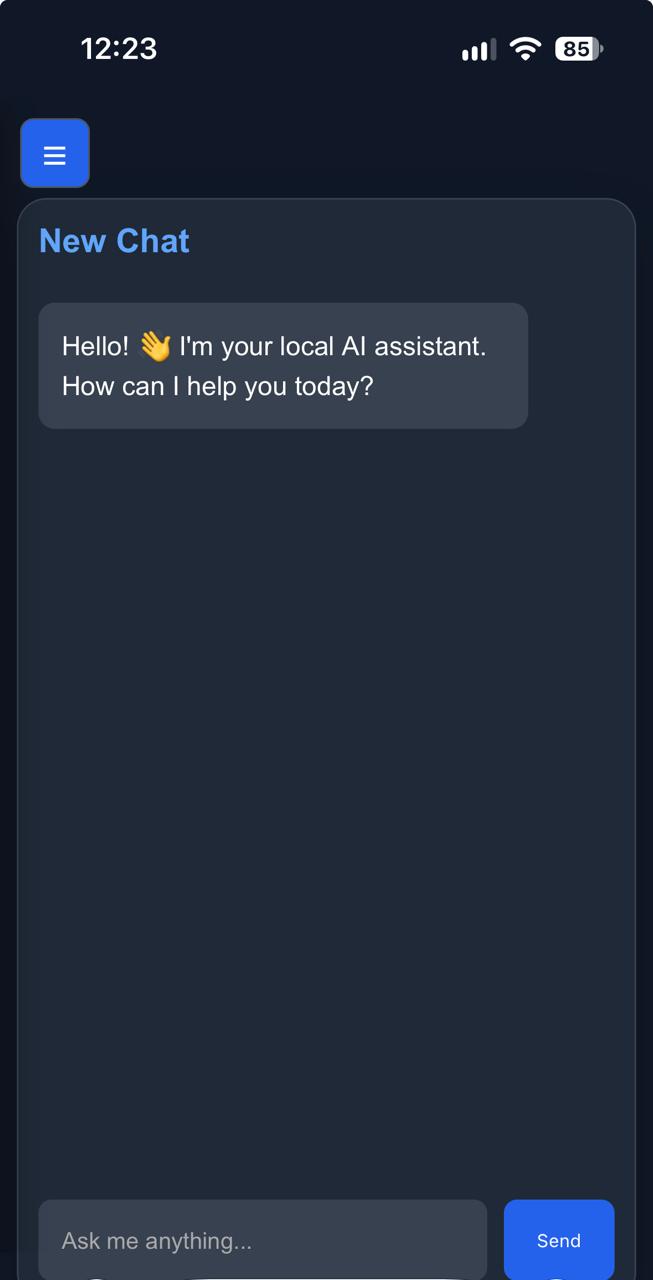 12:23
85
New Chat
Hello! 👋 I'm your local AI assistant.
How can I help you today?
Ask me anything...
Send